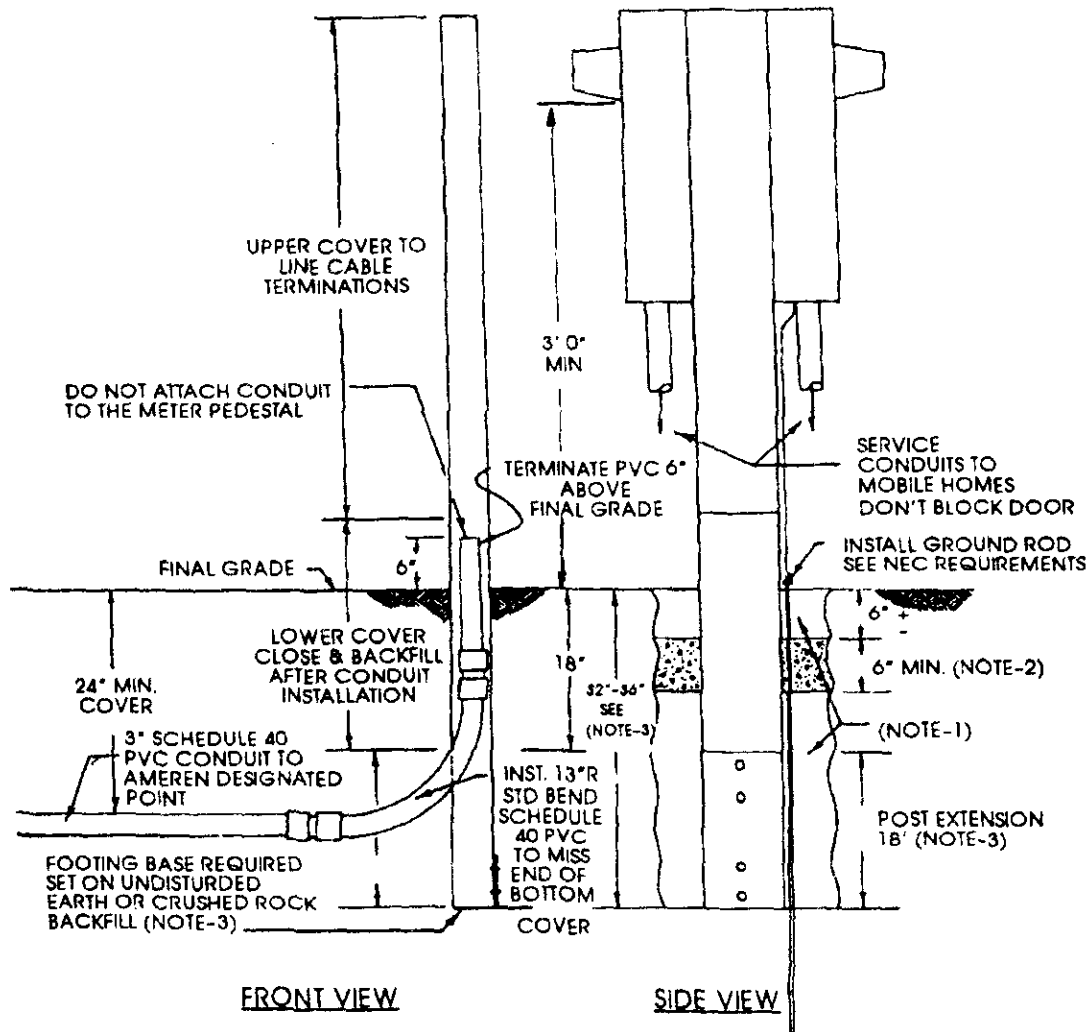 UPPER COVER TO
LINE CABLE
TERMINATIONS
3' 0"
MIN
DO NOT ATTACH CONDUIT
TO THE METER PEDESTAL
TERMINATE PVC 6"
ABOVE
FINAL GRADE
SERVICE
CONDUITS TO
MOBILE HOMES
DON'T BLOCK DOOR
6"
FINAL GRADE
INSTALL GROUND ROD
SEE NEC REQUIREMENTS
6" +
-
LOWER COVER
CLOSE & BACKFILL
AFTER CONDUIT
INSTALLATION
18"
32"-36"
SEE
(NOTE-3)
6" MIN. (NOTE-2)
24" MIN.
COVER
(NOTE-1)
3" SCHEDULE 40
PVC CONDUIT TO
AMEREN DESIGNATED
POINT
INST. 13"R
STD BEND
SCHEDULE
40 PVC
TO MISS
END OF
BOTTOM
COVER
POST EXTENSION
18' (NOTE-3)
FOOTING BASE REQUIRED
SET ON UNDISTURDED
EARTH OR CRUSHED ROCK
BACKFILL (NOTE-3)
FRONT VIEW
SIDE VIEW